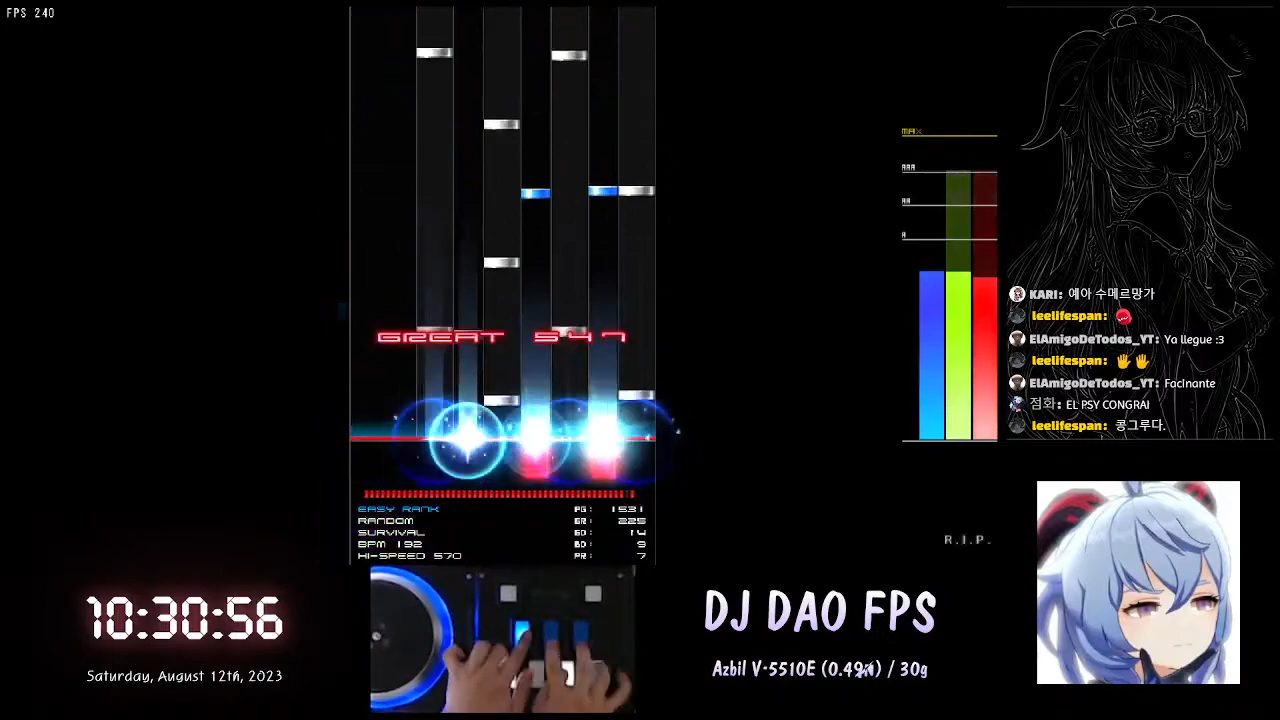 FPS 240
MAX
AAA
AA
A
GREAT 547
KARI: 예아 수메르망가
leelifespan:
ElAmigoDeTodos_YT: Ya llegue :3
leelifespan: 🖐🖐
ElAmigoDeTodos_YT: FacInante
점화: EL PSY CONGRAI
leelifespan: 콩그루다.
EASY RANK PG: 1531
RANDOM GR: 225
SURVIVAL GD: 14
BPM 192 BD: 9
HI-SPEED 570 PR: 7
R.I.P.
10:30:56
Saturday, August 12th, 2023
DJ DAO FPS
Azbil V-5510E (0.49N) / 30g